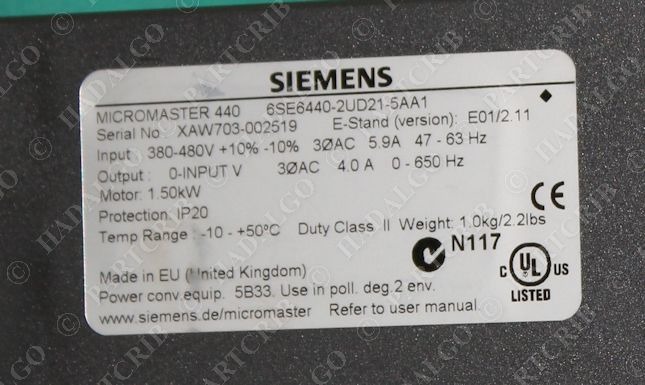 SIEMENS
MICROMASTER 440 6SE6440-2UD21-5AA1
Serial No XAW703-002519 E-Stand (version): E01/2.11
Input : 380-480V +10% -10% 3ØAC 5.9A 47 - 63 Hz
Output : 0-INPUT V 3ØAC 4.0 A 0 - 650 Hz
Motor: 1.50kW
Protection: IP20
Temp Range : -10 - +50°C Duty Class II Weight: 1.0kg/2.2lbs
CE
N117
Made in EU (United Kingdom)
C UL US
LISTED
Power conv.equip. 5B33. Use in poll. deg.2 env.
www.siemens.de/micromaster Refer to user manual.
© HADALGO
© PARTCRIB